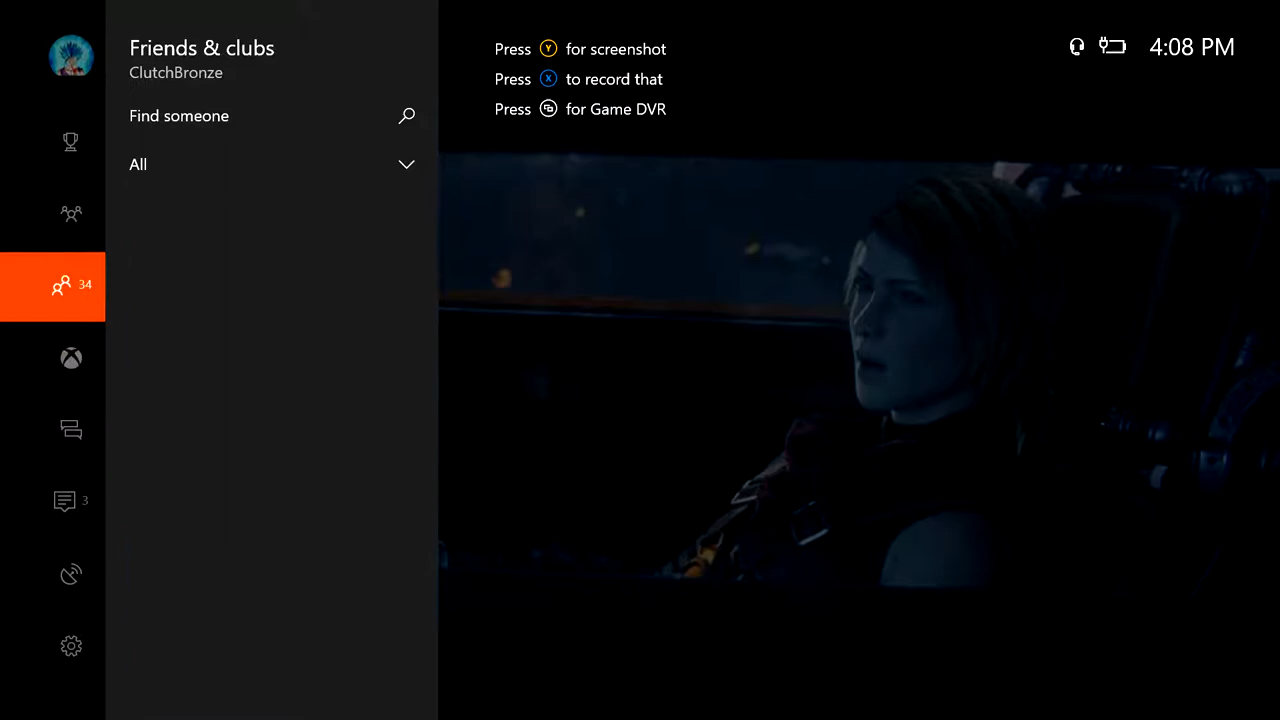 Friends & clubs
ClutchBronze
Find someone
All
34
3
Press Y for screenshot
Press X to record that
Press for Game DVR
4:08 PM